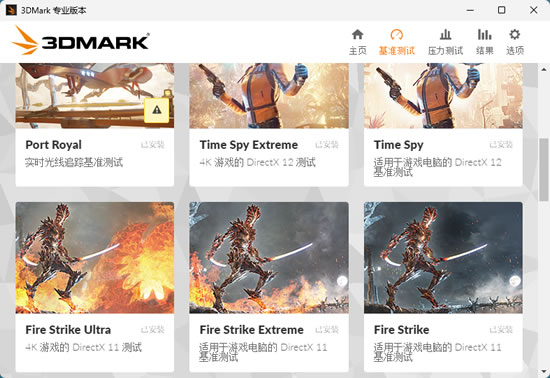 3DMark 专业版本
3DMARK
主页
基准测试
压力测试
结果
选项
Port Royal
已安装
实时光线追踪基准测试
Time Spy Extreme
已安装
4K 游戏的 DirectX 12 测试
Time Spy
已安装
适用于游戏电脑的 DirectX 12
基准测试
Fire Strike Ultra
已安装
4K 游戏的 DirectX 11 测试
Fire Strike Extreme
已安装
适用于游戏电脑的 DirectX 11
基准测试
Fire Strike
已安装
适用于游戏电脑的 DirectX 11
基准测试